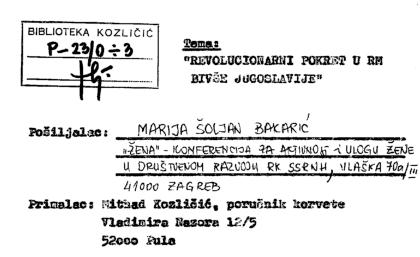 BIBLIOTEKA KOZLIČIĆ
P-23/0÷3
Tema:
"REVOLUCIONARNI POKRET U RM
BIVŠE JUGOSLAVIJE"
Pošiljalac: MARIJA ŠOLJAN BAKARIĆ
"ŽENA" - KONFERENCIJA ZA AKTIVNOST I ULOGU ŽENE
U DRUŠTVENOM RAZVOJU RK SSRNH, VLAŠKA 70a/III
41000 ZAGREB
Primalac: Mithad Kozličić, poručnik korvete
Vladimira Nazora 12/5
52000 Pula